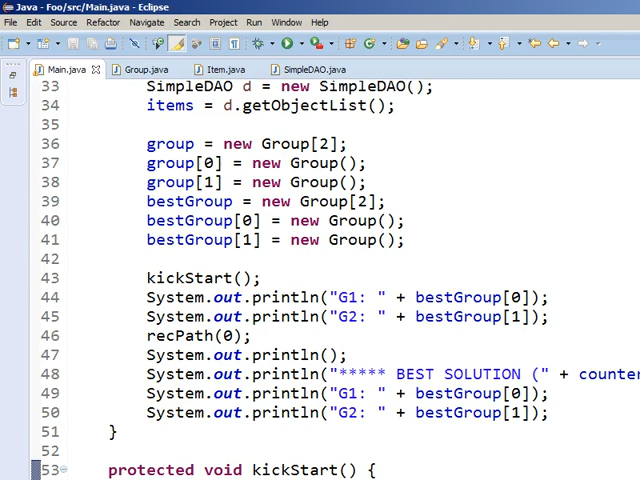 Java - Foo/src/Main.java - Eclipse
File Edit Source Refactor Navigate Search Project Run Window Help
Main.java Group.java Item.java SimpleDAO.java
33 SimpleDAO d = new SimpleDAO();
34 items = d.getObjectList();
35
36 group = new Group[2];
37 group[0] = new Group();
38 group[1] = new Group();
39 bestGroup = new Group[2];
40 bestGroup[0] = new Group();
41 bestGroup[1] = new Group();
42
43 kickStart();
44 System.out.println("G1: " + bestGroup[0]);
45 System.out.println("G2: " + bestGroup[1]);
46 recPath(0);
47 System.out.println();
48 System.out.println("***** BEST SOLUTION (" + counter
49 System.out.println("G1: " + bestGroup[0]);
50 System.out.println("G2: " + bestGroup[1]);
51 }
52
53 protected void kickStart() {